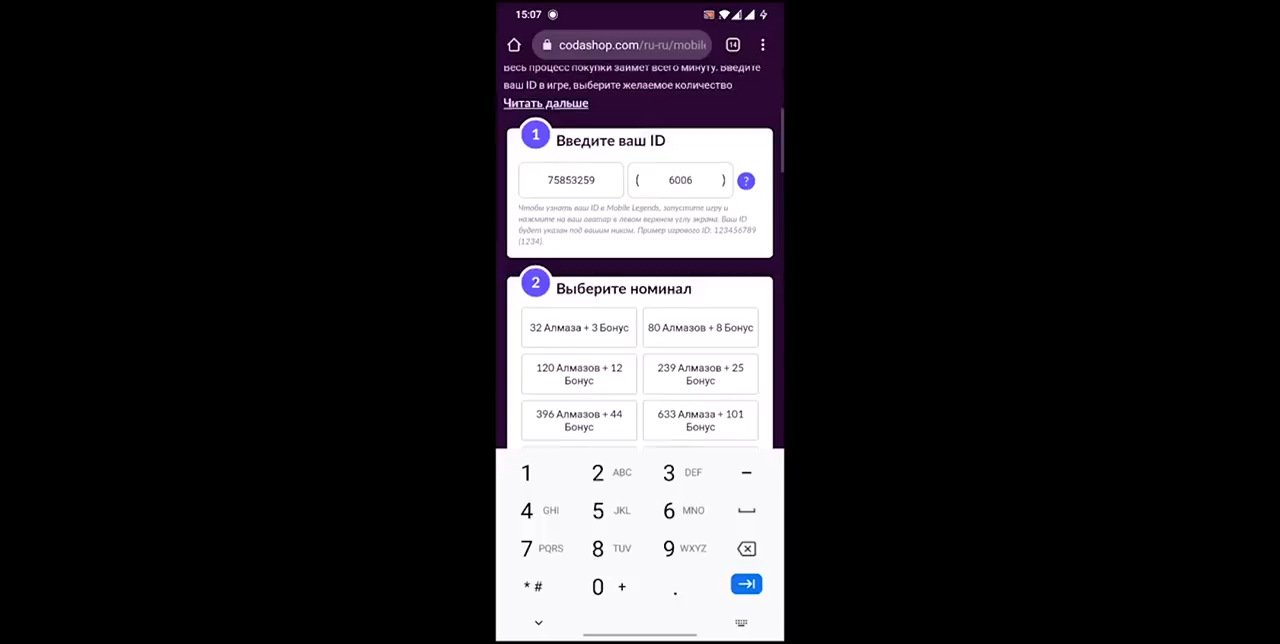 15:07
codashop.com/ru-ru/mobile
14
Весь процесс покупки займет всего минуту. Введите
ваш ID в игре, выберите желаемое количество
Читать дальше
1 Введите ваш ID
75853259 ( 6006 ) ?
Чтобы узнать ваш ID в Mobile Legends, запустите игру и
нажмите на ваш аватар в левом верхнем углу экрана. Ваш ID
будет указан под вашим ником. Пример игрового ID: 123456789
(1234).
2 Выберите номинал
32 Алмаза + 3 Бонус
80 Алмазов + 8 Бонус
120 Алмазов + 12
Бонус
239 Алмазов + 25
Бонус
396 Алмазов + 44
Бонус
633 Алмаза + 101
Бонус
1 2 ABC 3 DEF –
4 GHI 5 JKL 6 MNO
7 PQRS 8 TUV 9 WXYZ
* # 0 + .